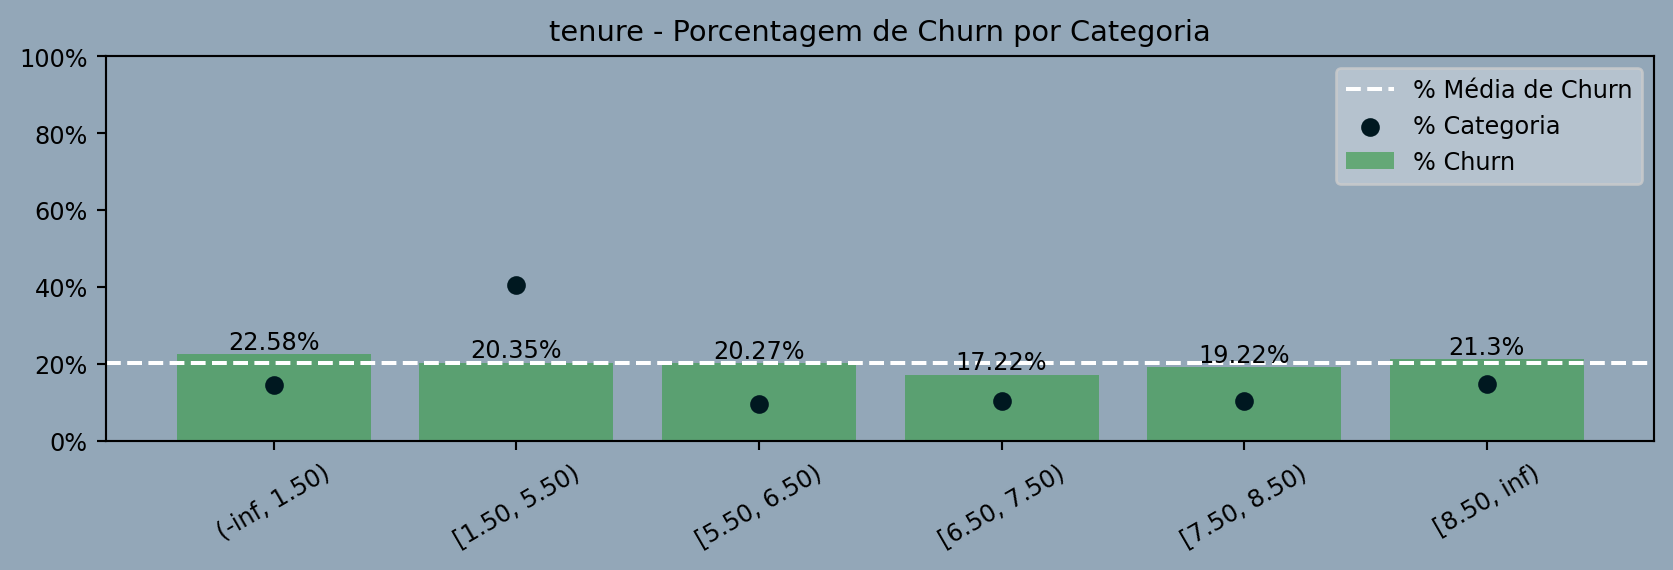 tenure - Porcentagem de Churn por Categoria
100%
80%
60%
40%
20%
0%
% Média de Churn
% Categoria
% Churn
22.58%
20.35%
20.27%
17.22%
19.22%
21.3%
(-inf, 1.50)
[1.50, 5.50)
[5.50, 6.50)
[6.50, 7.50)
[7.50, 8.50)
[8.50, inf)